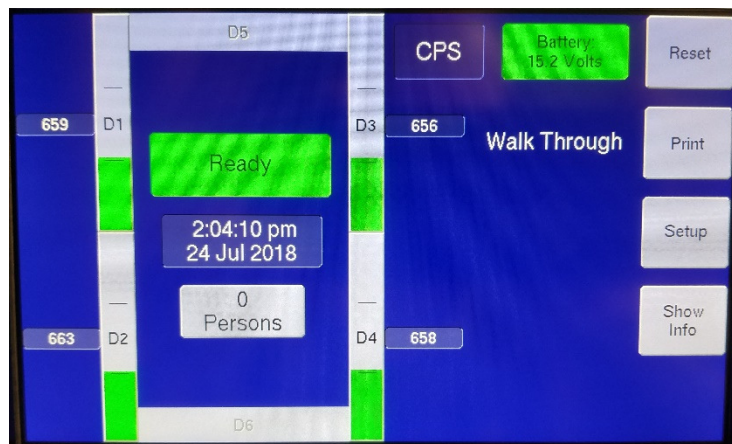 D5
CPS
Battery:
15.2 Volts
Reset
659
D1
D3
656
Walk Through
Print
Ready
2:04:10 pm
24 Jul 2018
Setup
0
Persons
Show
Info
663
D2
D4
658
D6